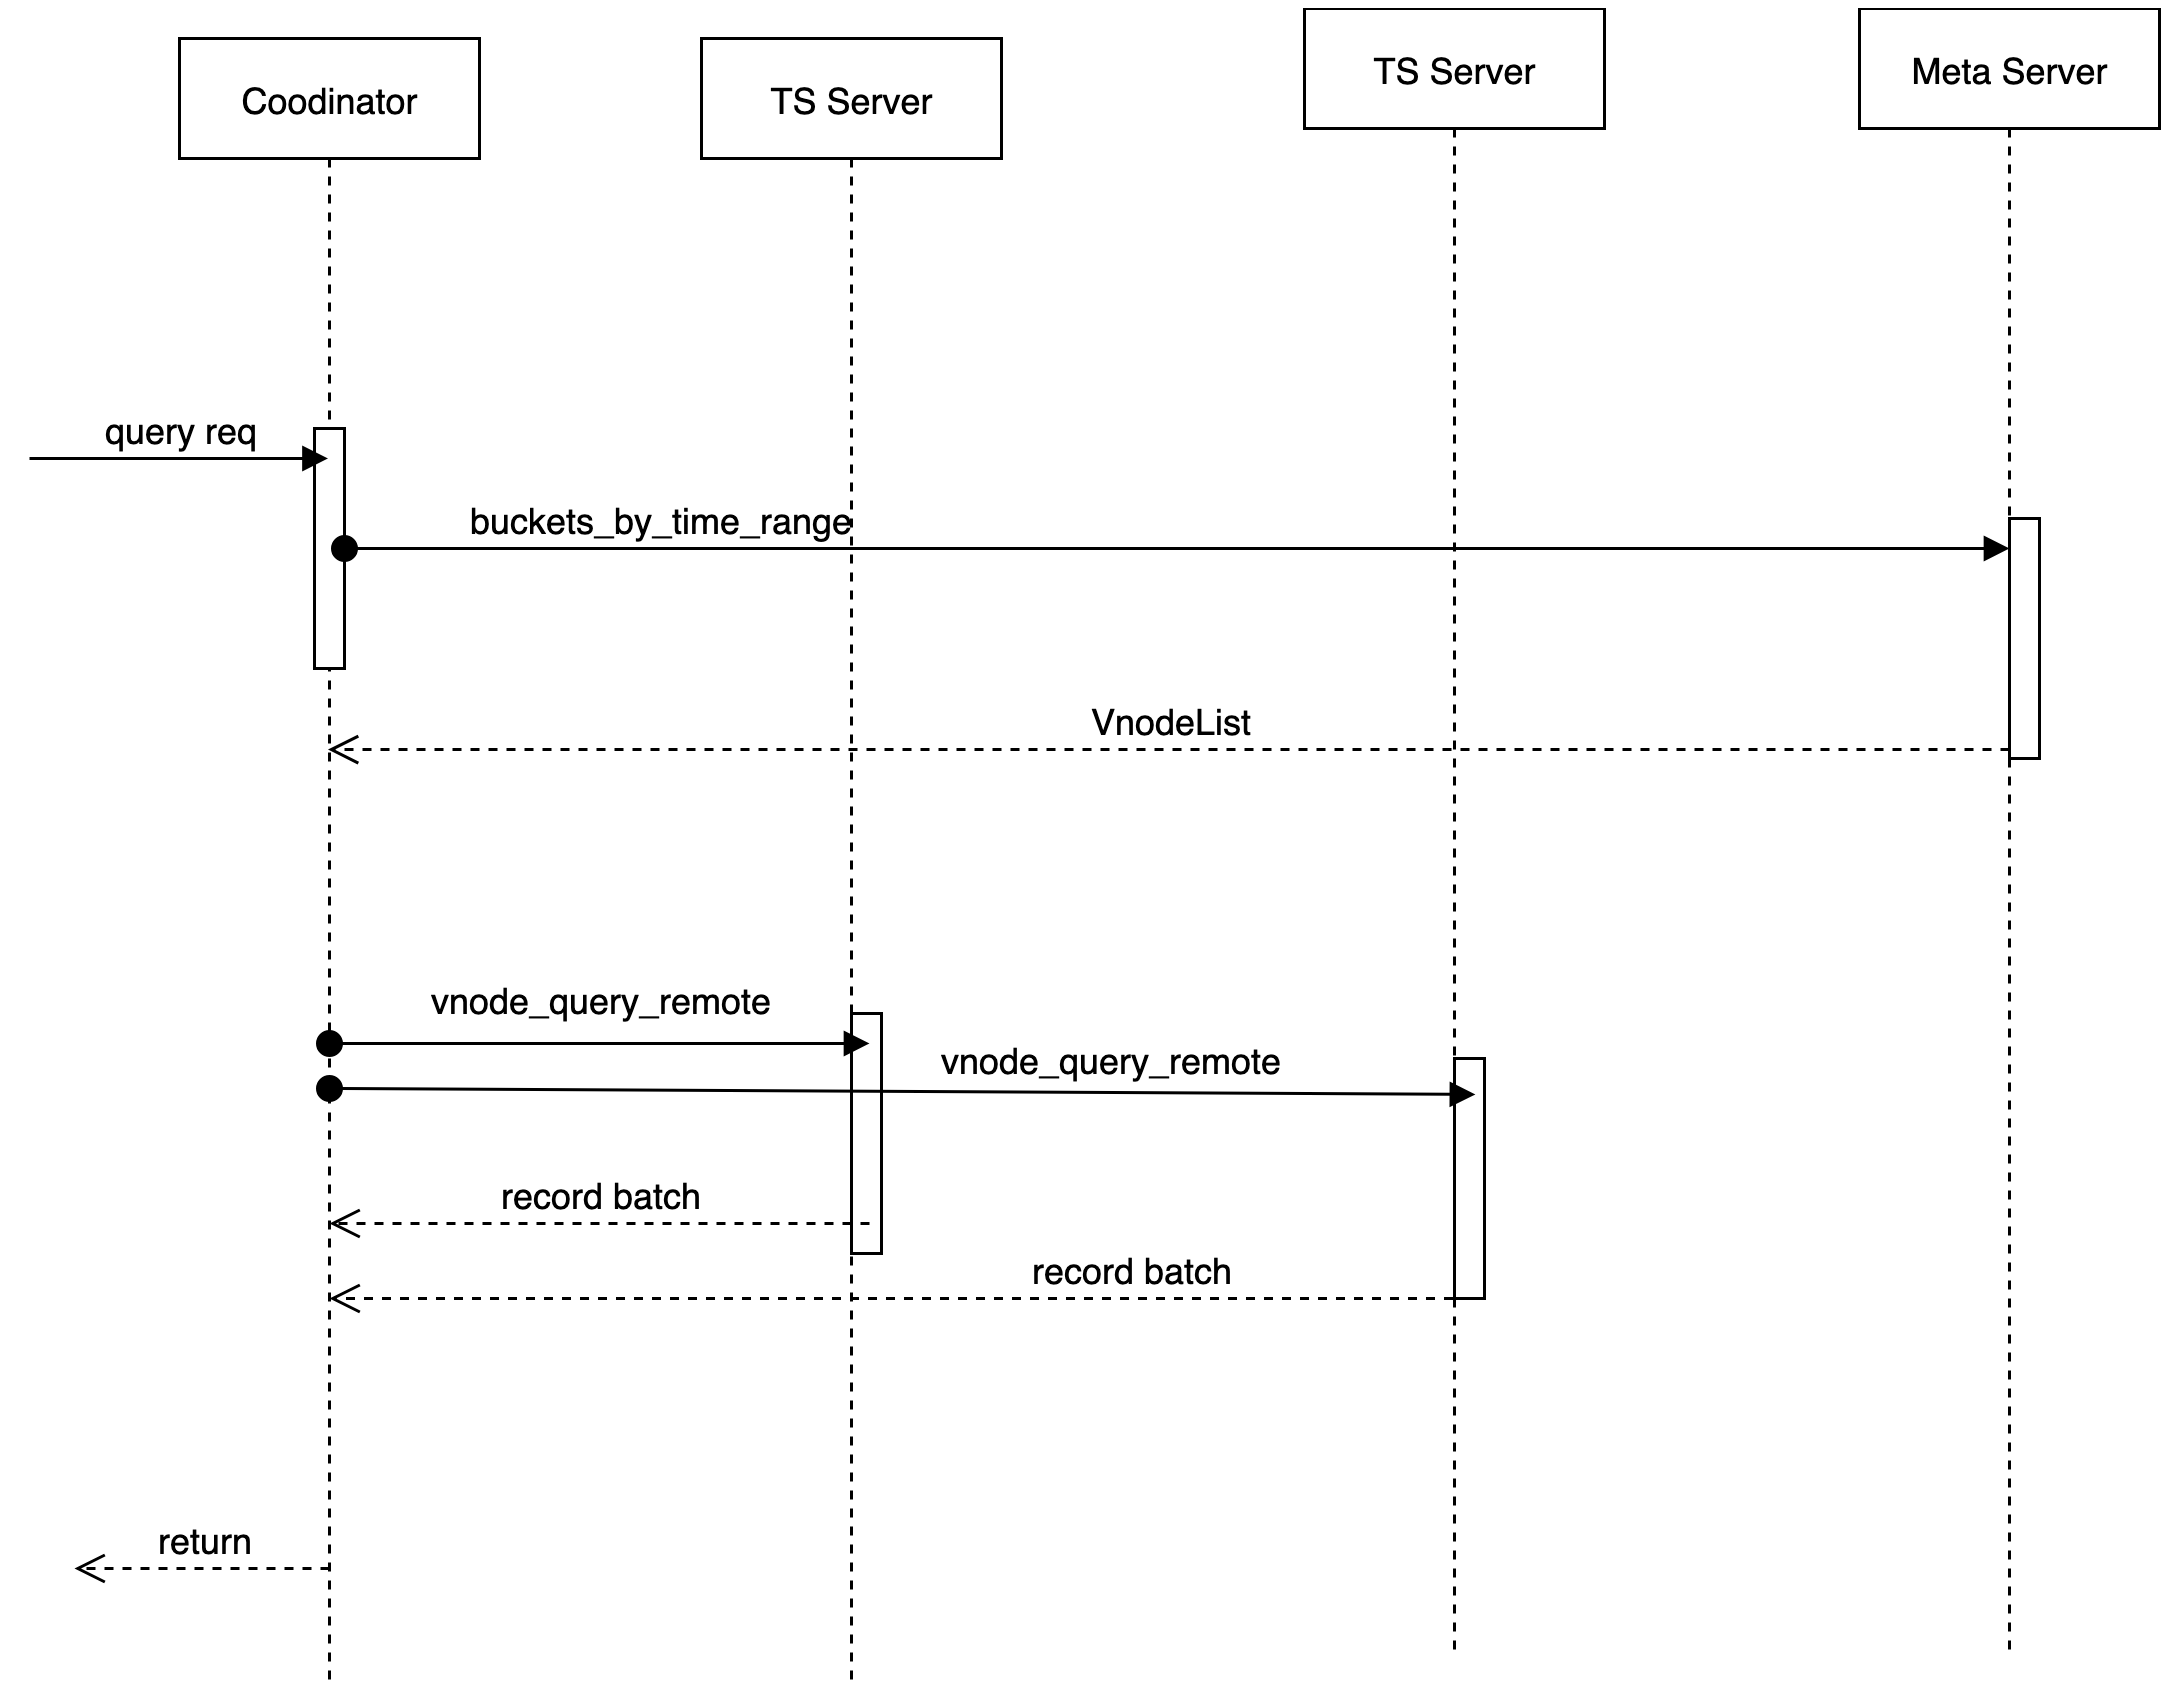 Coodinator
TS Server
TS Server
Meta Server
query req
buckets_by_time_range
VnodeList
vnode_query_remote
vnode_query_remote
record batch
record batch
return